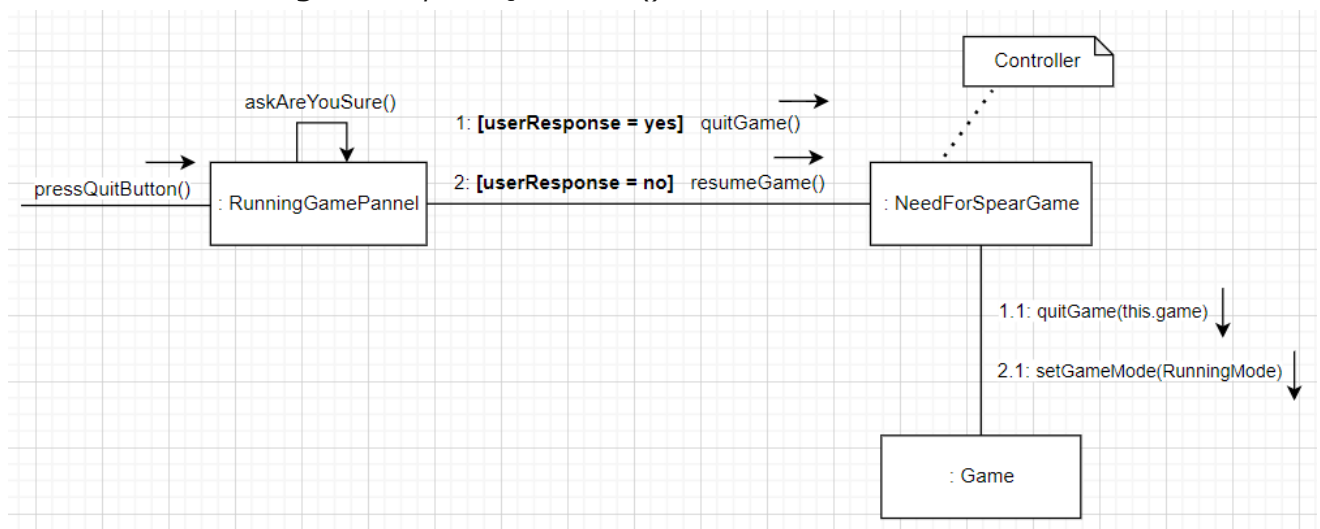 Controller
askAreYouSure()
1: [userResponse = yes] quitGame()
pressQuitButton()
2: [userResponse = no] resumeGame()
: RunningGamePannel
: NeedForSpearGame
1.1: quitGame(this.game)
2.1: setGameMode(RunningMode)
: Game